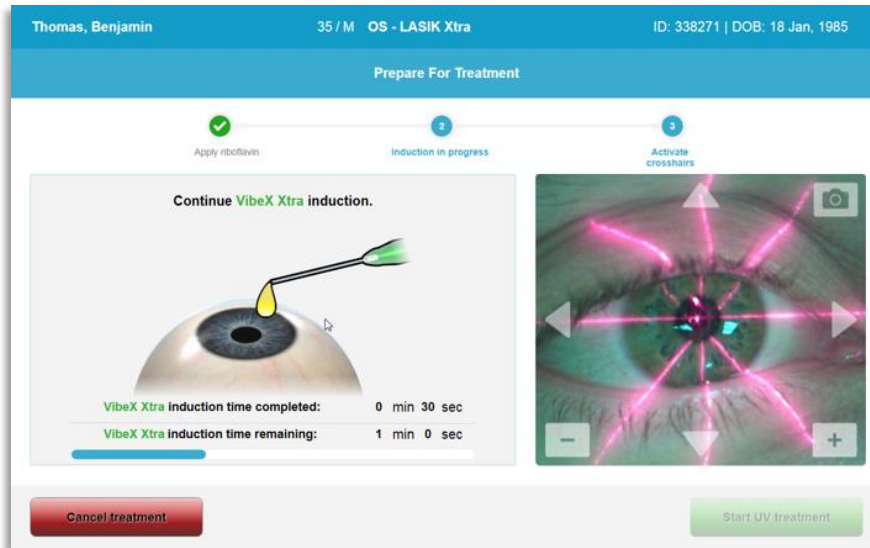 Thomas, Benjamin 35 / M OS - LASIK Xtra ID: 338271 | DOB: 18 Jan, 1985
Prepare For Treatment
2
3
Apply riboflavin
Induction in progress
Activate
crosshairs
Continue VibeX Xtra induction.
VibeX Xtra induction time completed: 0 min 30 sec
VibeX Xtra induction time remaining: 1 min 0 sec
Cancel treatment
Start UV treatment